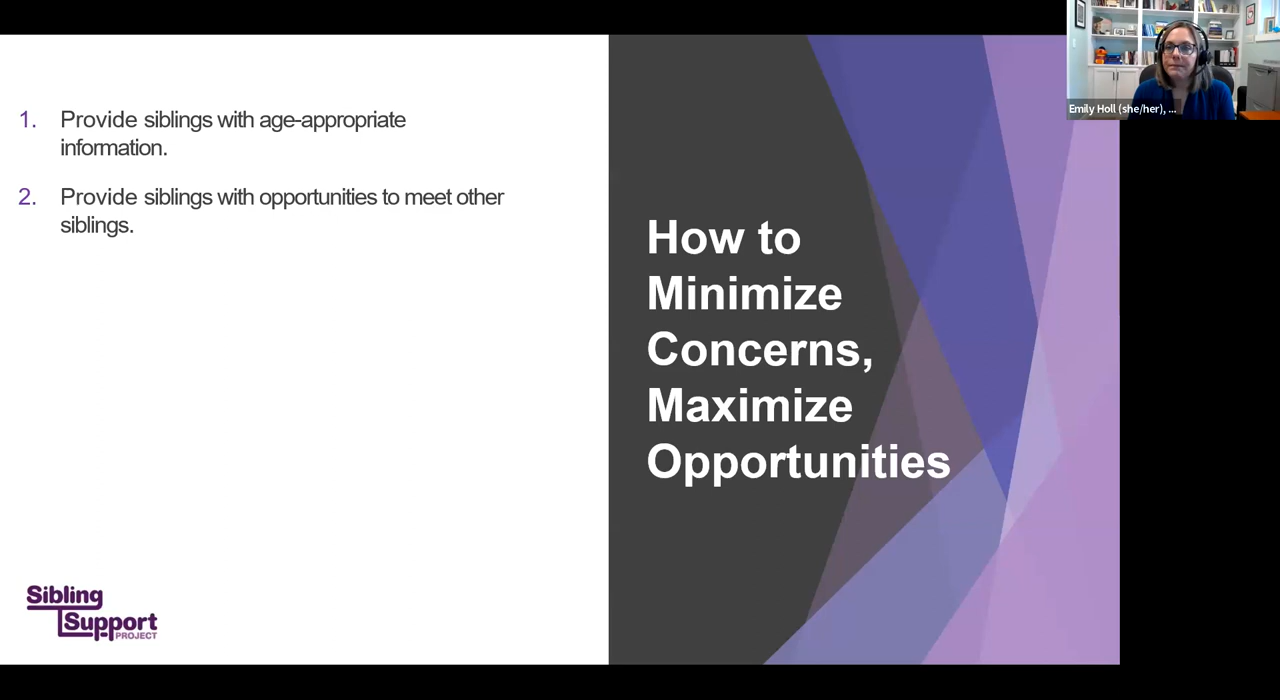 1. Provide siblings with age-appropriate
information.
2. Provide siblings with opportunities to meet other
siblings.
How to
Minimize
Concerns,
Maximize
Opportunities
Sibling
Support
PROJECT
Emily Holl (she/her), ...